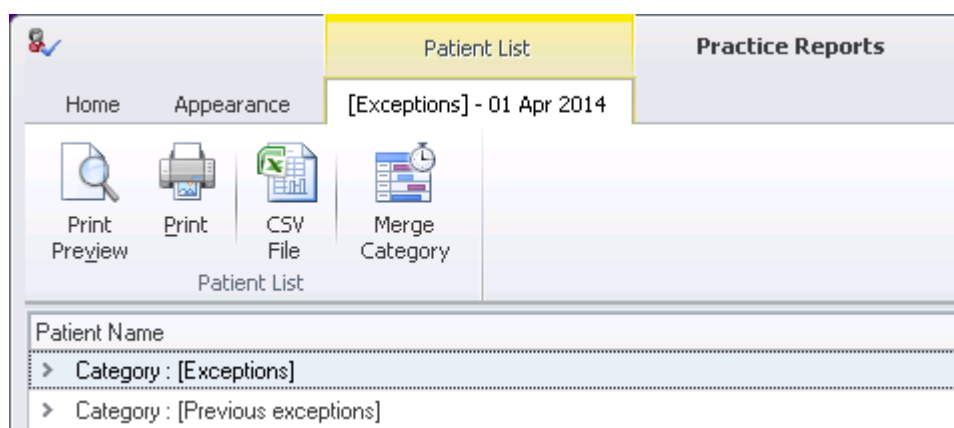 Patient List
Practice Reports
Home
Appearance
[Exceptions] - 01 Apr 2014
Print
Preview
Print
CSV
File
Merge
Category
Patient List
Patient Name
> Category : [Exceptions]
> Category : [Previous exceptions]